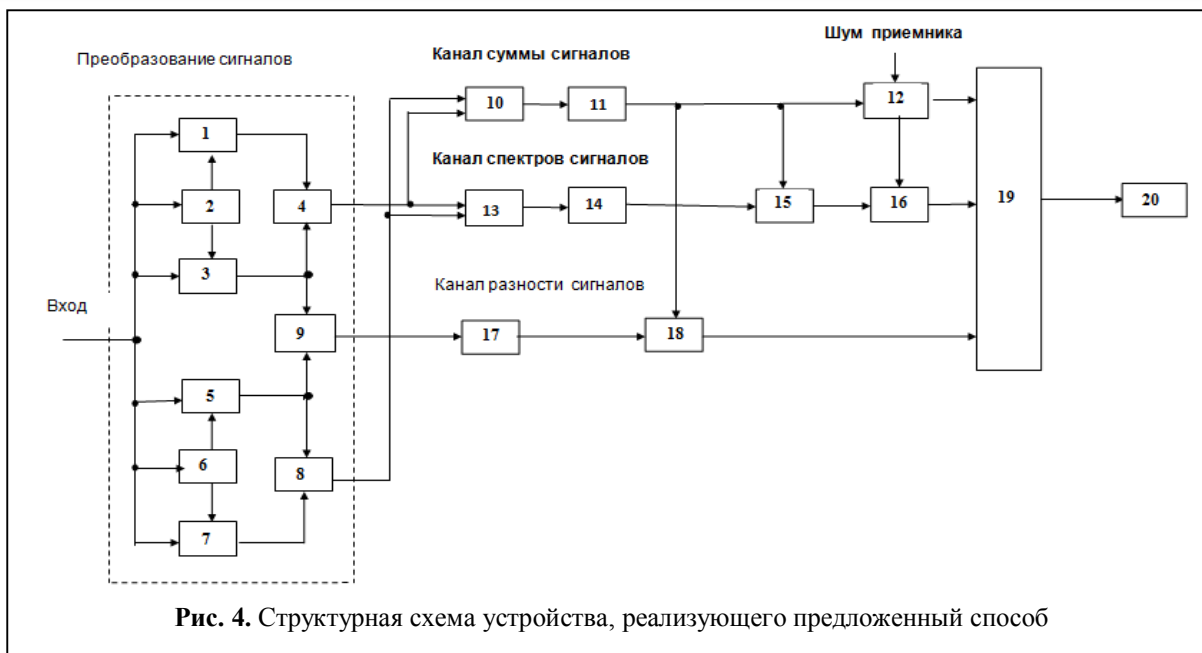 Шум приемника
Преобразование сигналов
Канал суммы сигналов
10
11
12
1
Канал спектров сигналов
2
4
13
14
15
16
19
20
3
Вход
Канал разности сигналов
9
17
18
5
6
8
7
Рис. 4. Структурная схема устройства, реализующего предложенный способ